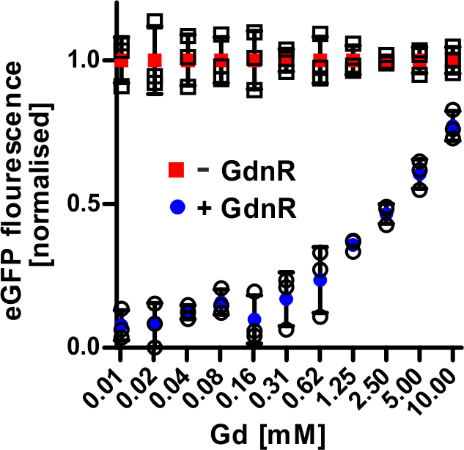 eGFP flourescence
[normalised]
1.0
0.5
0.0
- GdnR
+ GdnR
0.01 0.02 0.04 0.08 0.16 0.31 0.62 1.25 2.50 5.00 10.00
Gd [mM]